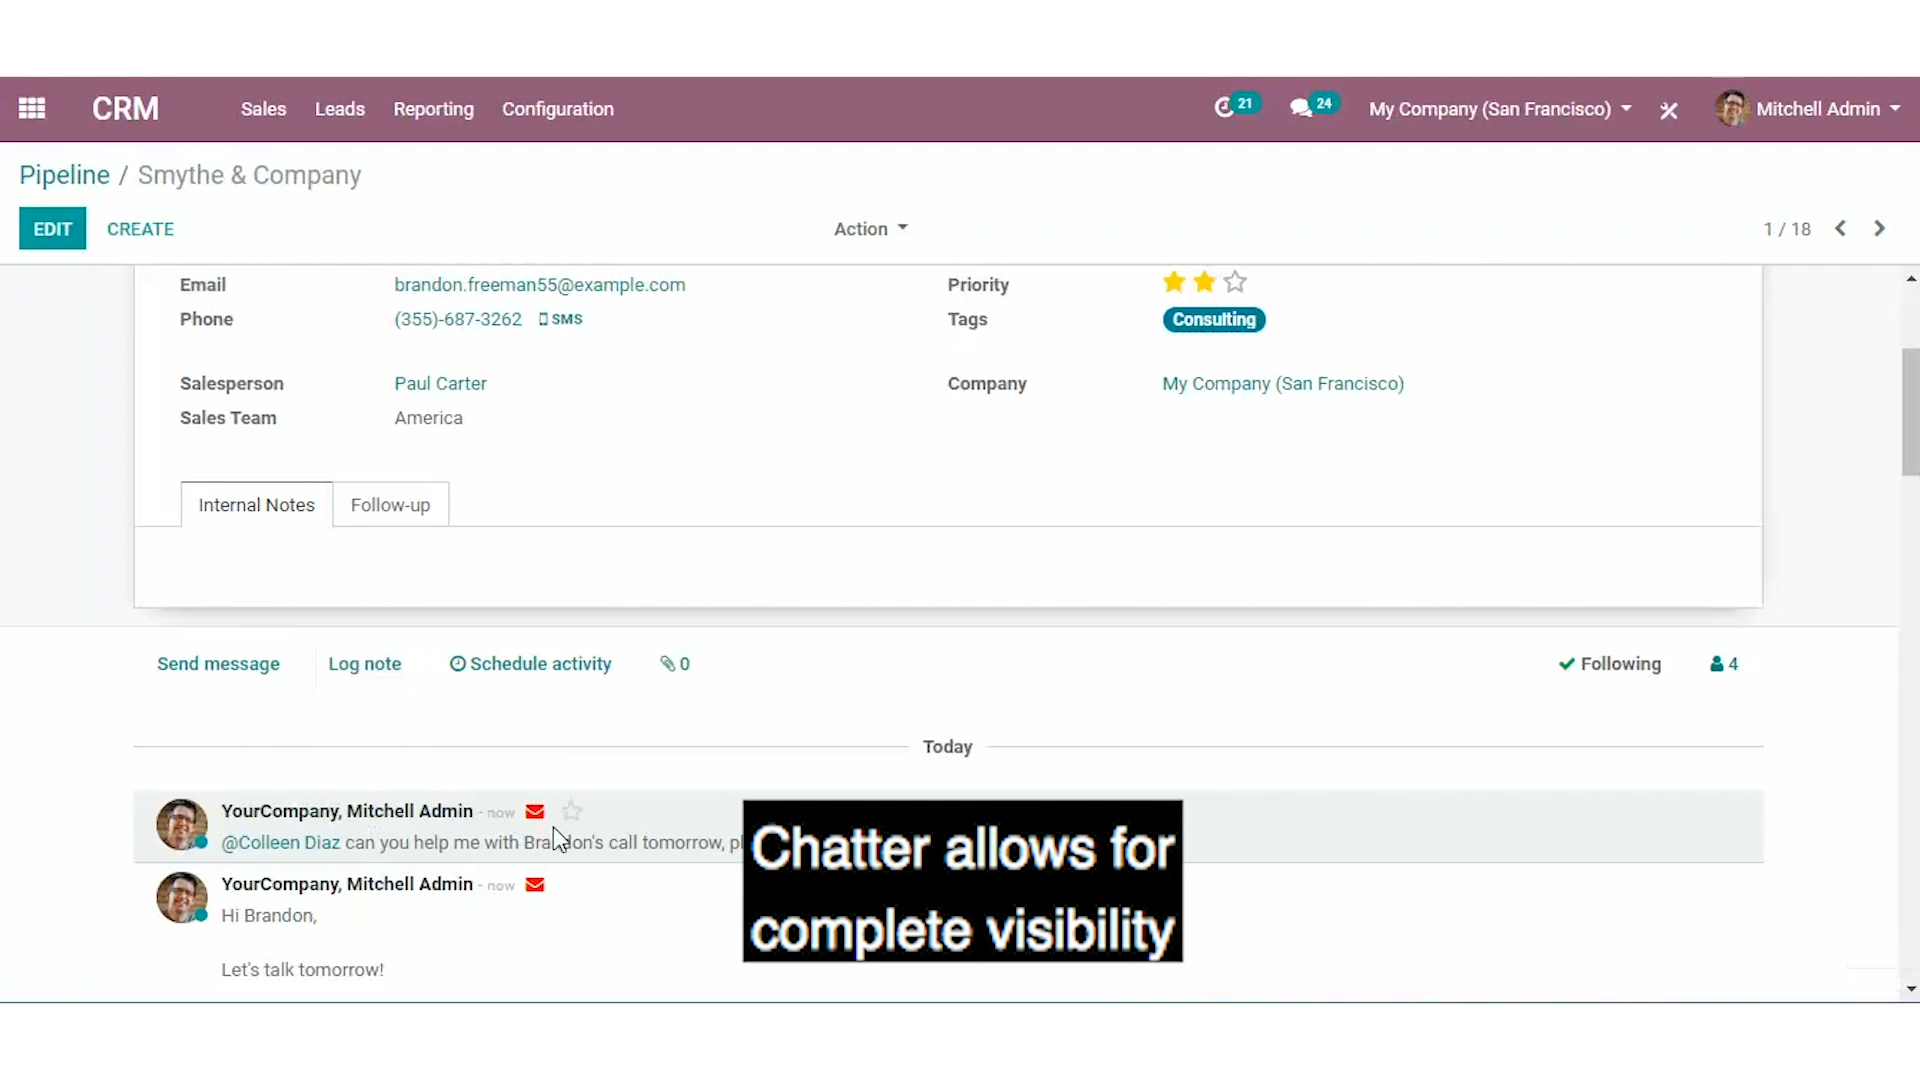 CRM Sales Leads Reporting Configuration 21 24 My Company (San Francisco) Mitchell Admin
Pipeline / Smythe & Company
EDIT CREATE Action 1 / 18
Email brandon.freeman55@example.com Priority
Phone (355)-687-3262 SMS Tags Consulting
Salesperson Paul Carter Company My Company (San Francisco)
Sales Team America
Internal Notes Follow-up
Send message Log note Schedule activity 0 Following 4
Today
YourCompany, Mitchell Admin - now
@Colleen Diaz can you help me with Brandon's call tomorrow,
YourCompany, Mitchell Admin - now
Hi Brandon,
Let's talk tomorrow!
Chatter allows for
complete visibility